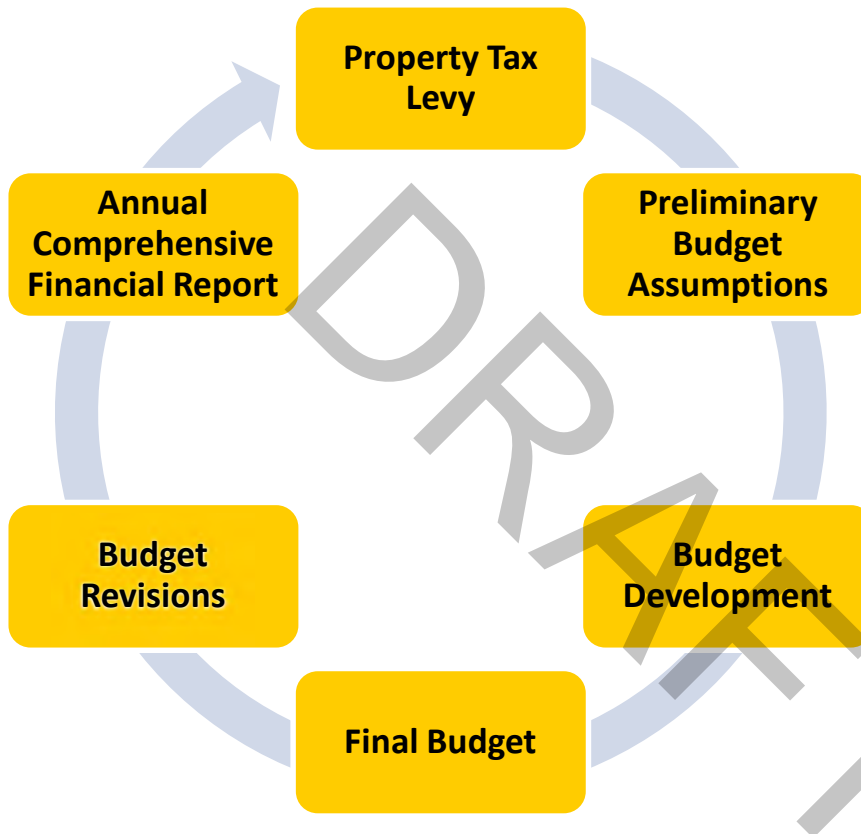 Property Tax
Levy
Preliminary
Budget
Assumptions
Budget
Development
Final Budget
Budget
Revisions
Annual
Comprehensive
Financial Report
DRAFT